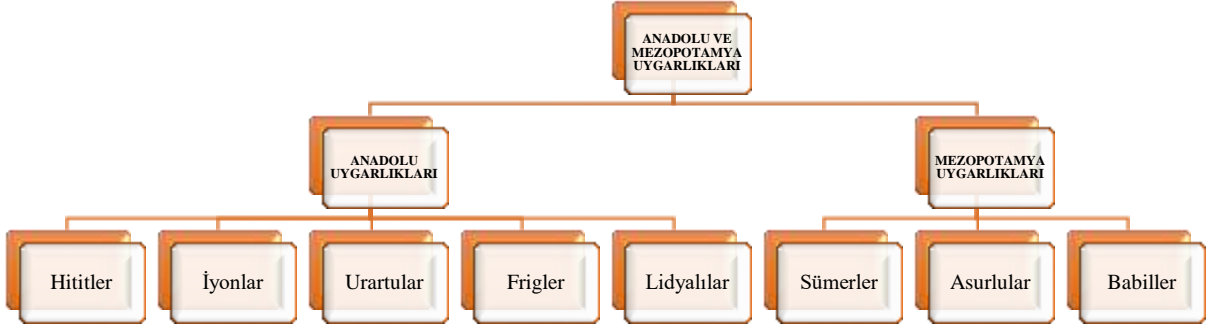 ANADOLU VE
MEZOPOTAMYA
UYGARLIKLARI
ANADOLU
UYGARLIKLARI
MEZOPOTAMYA
UYGARLIKLARI
Hititler
İyonlar
Urartular
Frigler
Lidyalılar
Sümerler
Asurlular
Babiller